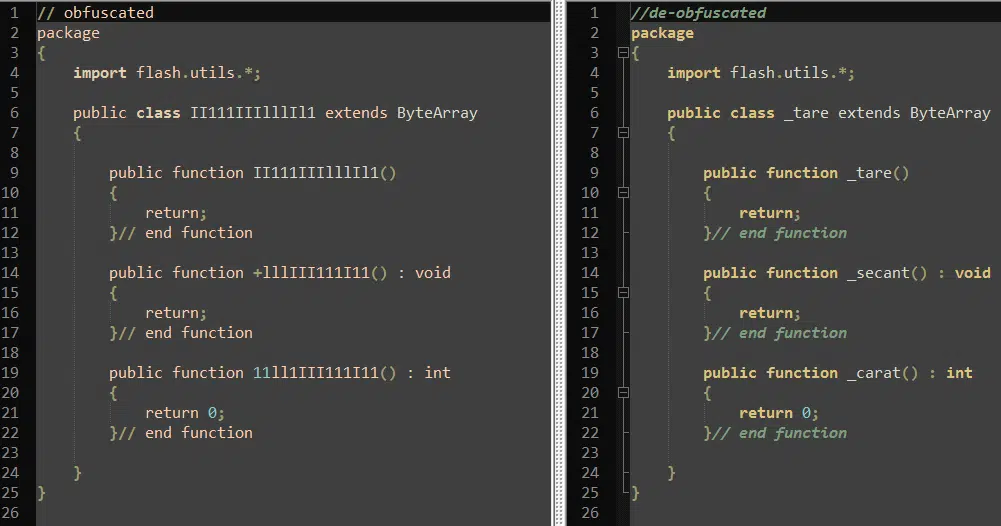 1 // obfuscated
2 package
3 {
4 import flash.utils.*;
5
6 public class II111IIIlllIl1 extends ByteArray
7 {
8
9 public function II111IIIlllIl1()
10 {
11 return;
12 }// end function
13
14 public function +lllIII111I11() : void
15 {
16 return;
17 }// end function
18
19 public function 11ll1III111I11() : int
20 {
21 return 0;
22 }// end function
23
24 }
25 }
26
1 //de-obfuscated
2 package
3 {
4 import flash.utils.*;
5
6 public class _tare extends ByteArray
7 {
8
9 public function _tare()
10 {
11 return;
12 }// end function
13
14 public function _secant() : void
15 {
16 return;
17 }// end function
18
19 public function _carat() : int
20 {
21 return 0;
22 }// end function
23
24 }
25 }
26